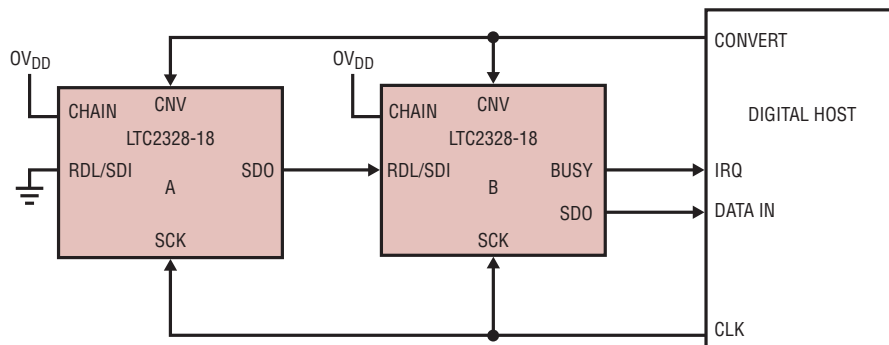 CONVERT
OVDD
OVDD
CNV
CNV
CHAIN
CHAIN
DIGITAL HOST
LTC2328-18
LTC2328-18
RDL/SDI
SDO
RDL/SDI
BUSY
IRQ
A
B
SDO
DATA IN
SCK
SCK
CLK